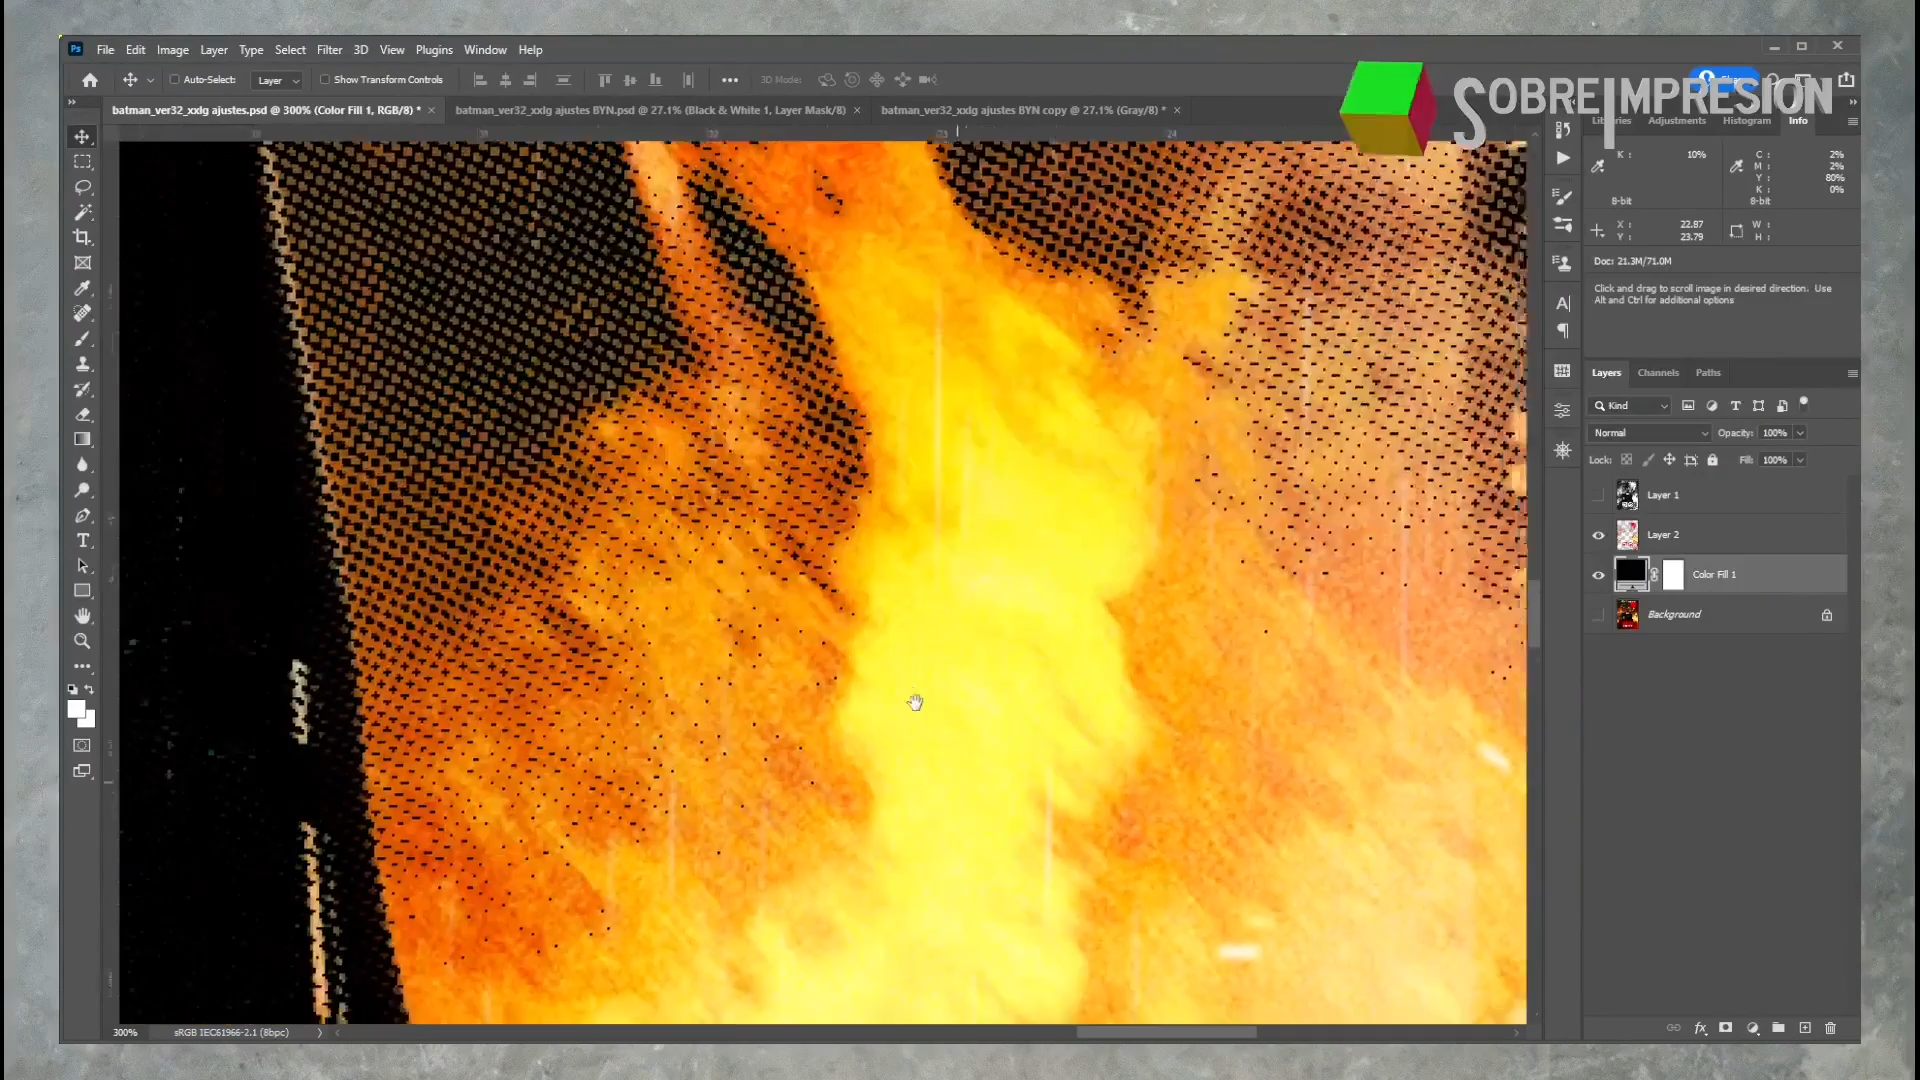 File Edit Image Layer Type Select Filter 3D View Plugins Window Help
Auto-Select: Layer Show Transform Controls 3D Mode:
SOBREIMPRESION
batman_ver32_xxdg ajustes.psd @ 300% (Color Fill 1, RGB/8) * batman_ver32_xxdg ajustes BYN.psd @ 27.1% (Black & White 1, Layer Mask/8) batman_ver32_xxdg ajustes BYN copy @ 27.1% (Gray/8) *
Libraries Adjustments Histogram Info
24
K: 10% C: 2%
M: 2%
Y: 80%
K: 0%
8-bit 8-bit
X: 22.87 W:
Y: 23.79 H:
Doc: 21.3M/71.0M
Click and drag to scroll image in desired direction. Use
Alt and Ctrl for additional options
Layers Channels Paths
Kind
Normal Opacity: 100%
Lock: Fill: 100%
Layer 1
Layer 2
Color Fill 1
Background
300% sRGB IEC61966-2.1 (8bpc)